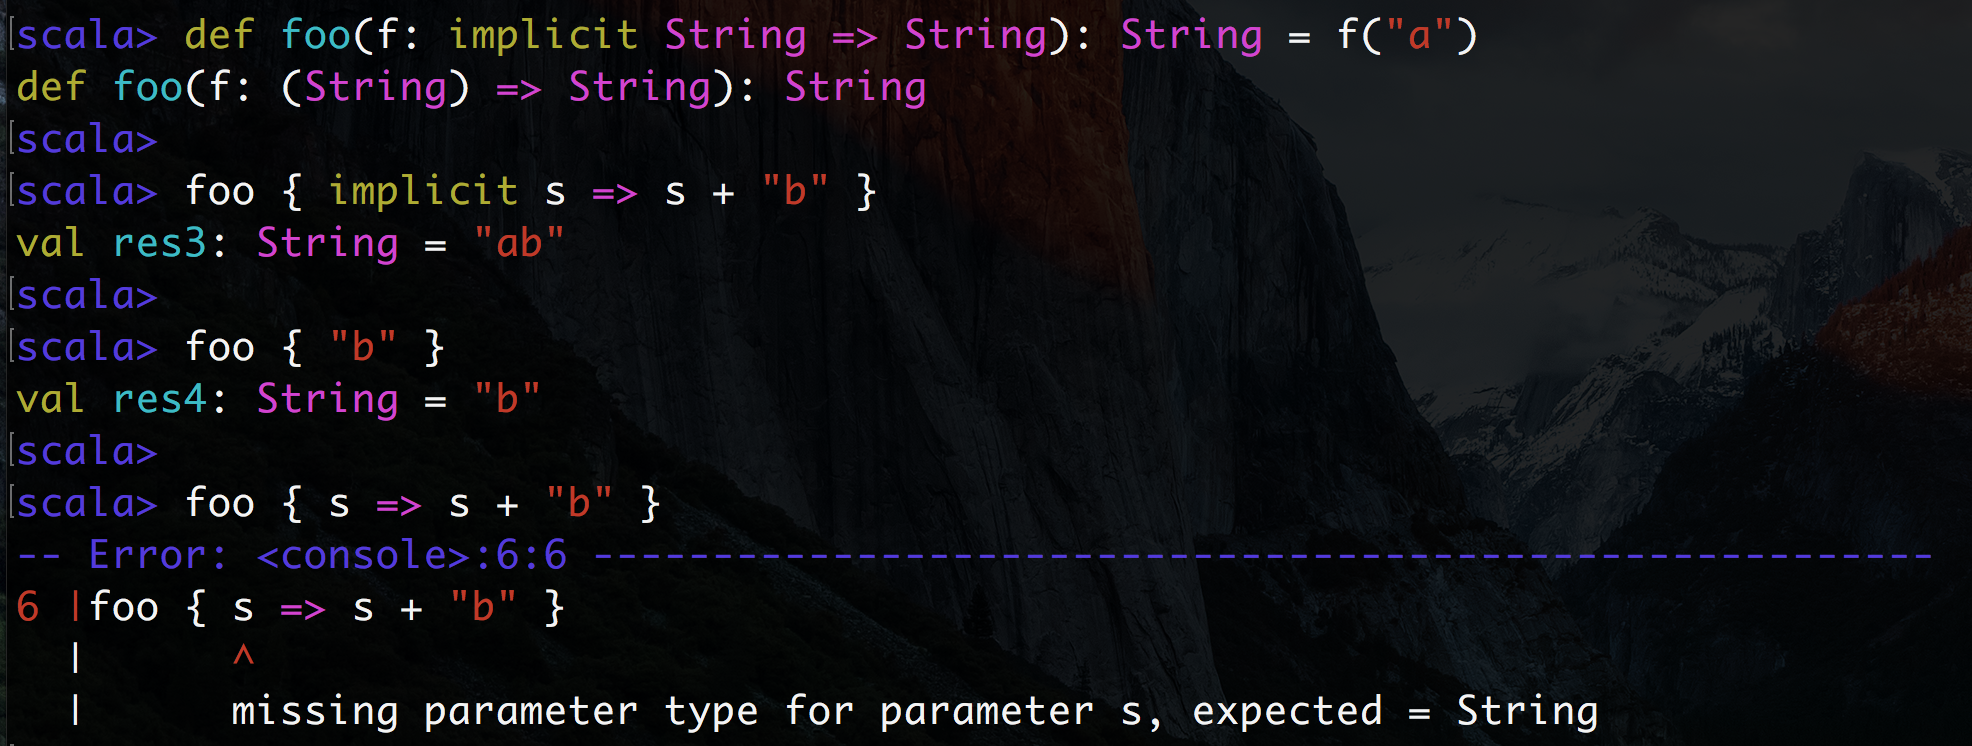 scala> def foo(f: implicit String => String): String = f("a")
def foo(f: (String) => String): String
scala>
scala> foo { implicit s => s + "b" }
val res3: String = "ab"
scala>
scala> foo { "b" }
val res4: String = "b"
scala>
scala> foo { s => s + "b" }
-- Error: <console>:6:6 --------------------------------------------------------
6 |foo { s => s + "b" }
  |      ^
  |      missing parameter type for parameter s, expected = String